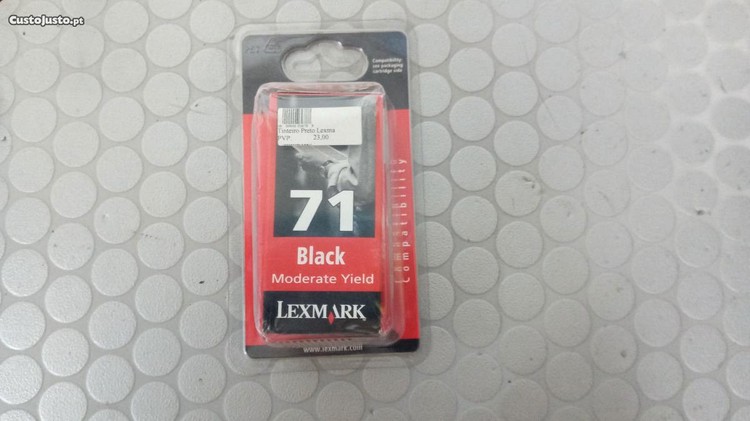 CustoJusto.pt
Compatibility:
see packaging
cartridge side
Tinteiro Preto Lexma
PVP: 23,00
71
Black
Moderate Yield
LEXMARK
Compatibility
www.lexmark.com